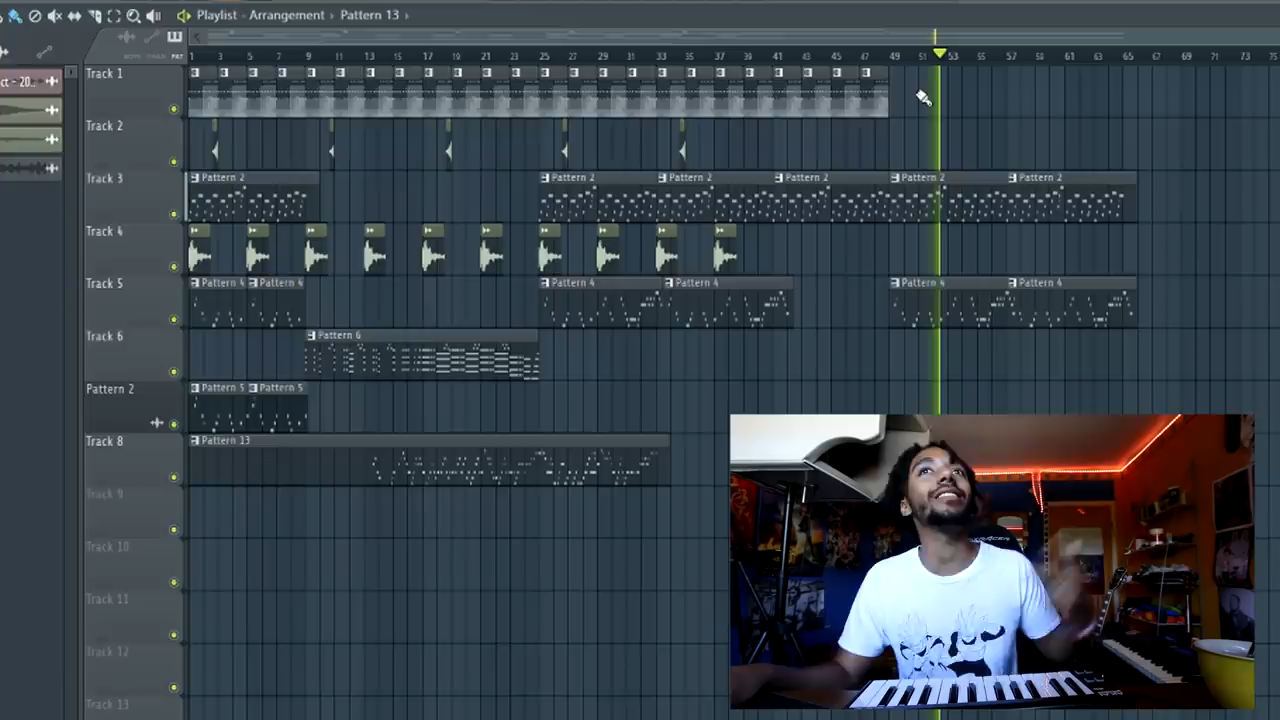 Playlist - Arrangement › Pattern 13 ›
1 3 5 7 9 11 13 15 17 19 21 23 25 27 29 31 33 35 37 39 41 43 45 47 49 51 53 55 57 59 61 63 65 67 69 71 73 75
ct - 20..
Track 1
Track 2
Track 3
Pattern 2 Pattern 2 Pattern 2 Pattern 2 Pattern 2 Pattern 2
Track 4
Track 5
Pattern 4 Pattern 4 Pattern 4 Pattern 4 Pattern 4 Pattern 4
Track 6
Pattern 6
Pattern 2
Pattern 5 Pattern 5
Track 8
Pattern 13
Track 9
Track 10
Track 11
Track 12
Track 13